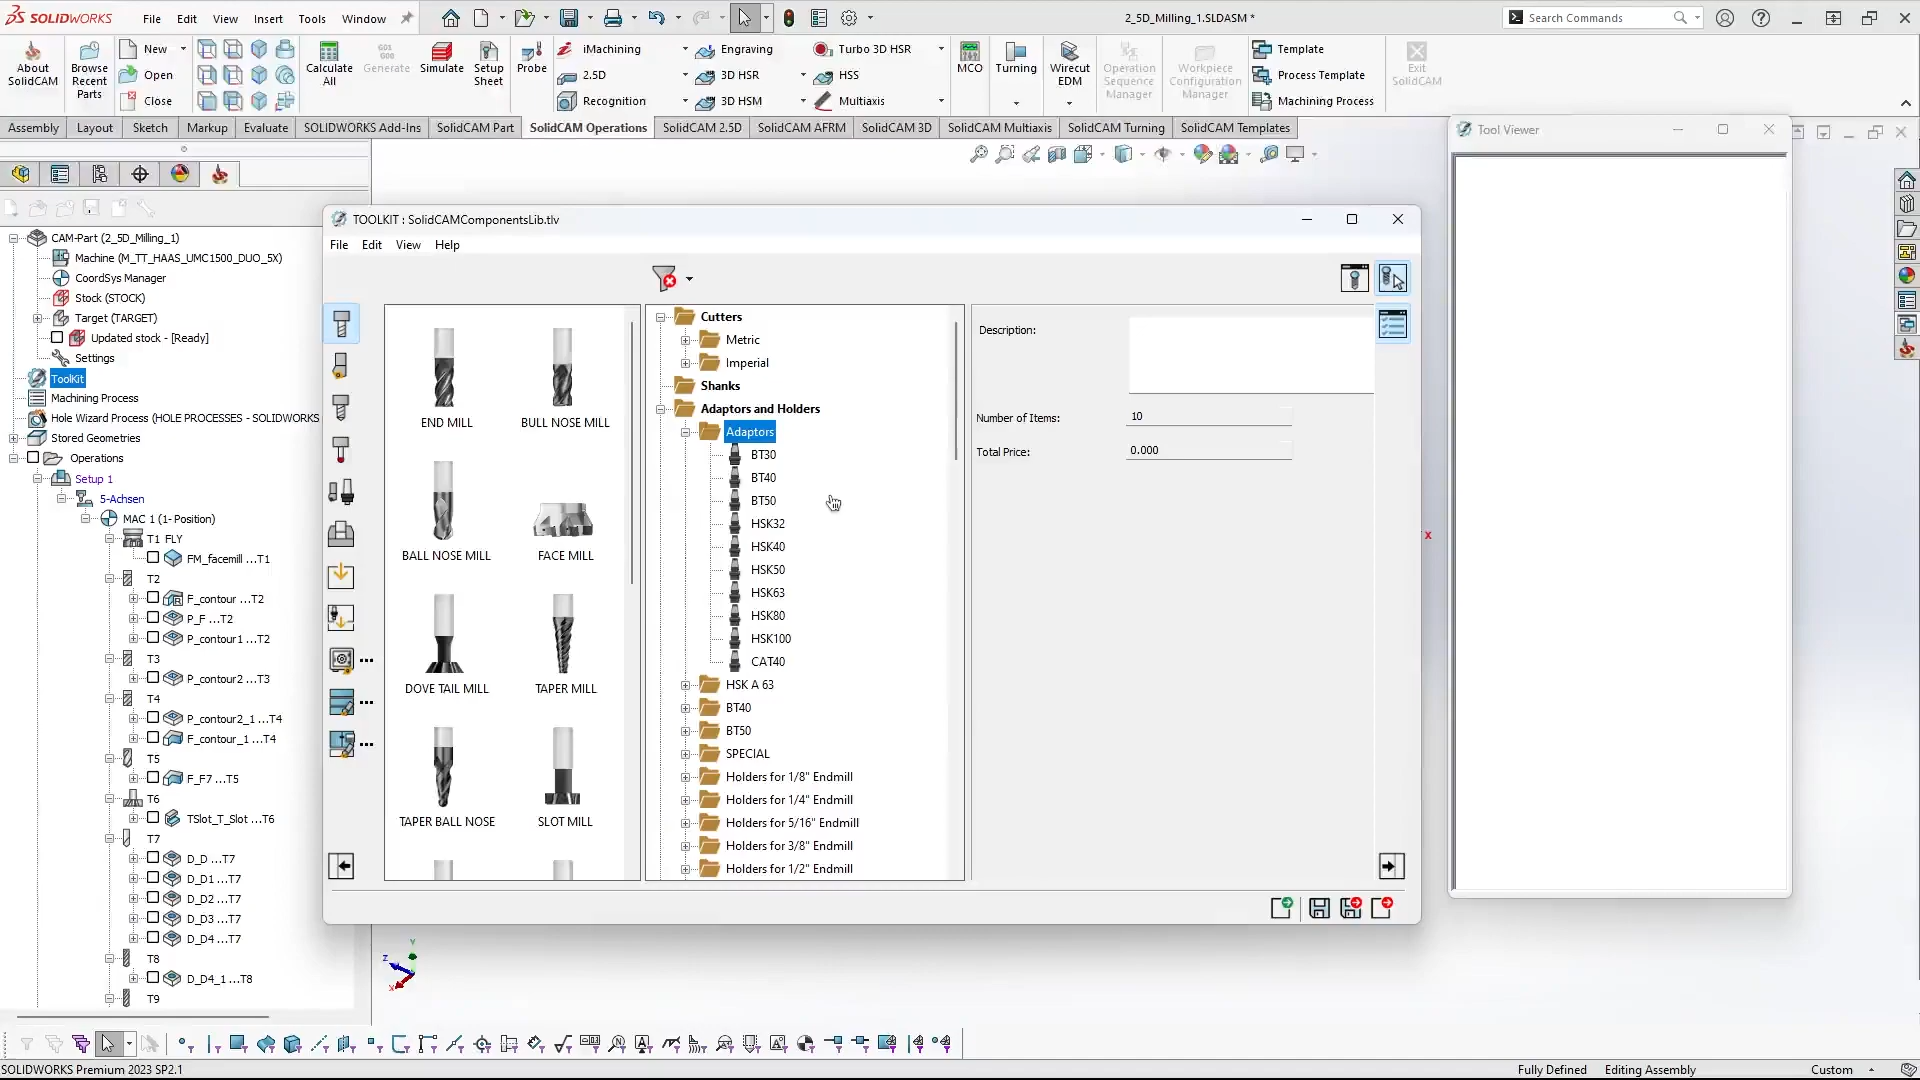 SOLIDWORKS
File Edit View Insert Tools Window
2_5D_Milling_1.SLDASM *
Search Commands
About SolidCAM
Browse Recent Parts
New
Open
Close
Calculate All
G01 G00
Generate
Simulate
Setup Sheet
Probe
iMachining
2.5D
Recognition
Engraving
3D HSR
3D HSM
Turbo 3D HSR
HSS
Multiaxis
MCO
Turning
Wirecut EDM
Operation Sequence Manager
Workpiece Configuration Manager
Template
Process Template
Machining Process
Exit SolidCAM
Assembly Layout Sketch Markup Evaluate SOLIDWORKS Add-Ins SolidCAM Part SolidCAM Operations SolidCAM 2.5D SolidCAM AFRM SolidCAM 3D SolidCAM Multiaxis SolidCAM Turning SolidCAM Templates
CAM-Part (2_5D_Milling_1)
Machine (M_TT_HAAS_UMC1500_DUO_5X)
CoordSys Manager
Stock (STOCK)
Target (TARGET)
Updated stock - [Ready]
Settings
ToolKit
Machining Process
Hole Wizard Process (HOLE PROCESSES - SOLIDWORKS
Stored Geometries
Operations
Setup 1
5-Achsen
MAC 1 (1- Position)
T1 FLY
FM_facemill ...T1
T2
F_contour ...T2
P_F ...T2
P_contour1 ...T2
T3
P_contour2 ...T3
T4
P_contour2_1 ...T4
F_contour_1 ...T4
T5
F_F7 ...T5
T6
TSlot_T_Slot ...T6
T7
D_D ...T7
D_D1 ...T7
D_D2 ...T7
D_D3 ...T7
D_D4 ...T7
T8
D_D4_1 ...T8
T9
TOOLKIT : SolidCAMComponentsLib.tlv
File Edit View Help
END MILL
BULL NOSE MILL
BALL NOSE MILL
FACE MILL
DOVE TAIL MILL
TAPER MILL
TAPER BALL NOSE
SLOT MILL
Cutters
Metric
Imperial
Shanks
Adaptors and Holders
Adaptors
BT30
BT40
BT50
HSK32
HSK40
HSK50
HSK63
HSK80
HSK100
CAT40
HSK A 63
BT40
BT50
SPECIAL
Holders for 1/8" Endmill
Holders for 1/4" Endmill
Holders for 5/16" Endmill
Holders for 3/8" Endmill
Holders for 1/2" Endmill
Description:
Number of Items: 10
Total Price: 0.000
Tool Viewer
x
Y
Z
X
SOLIDWORKS Premium 2023 SP2.1
Fully Defined Editing Assembly Custom